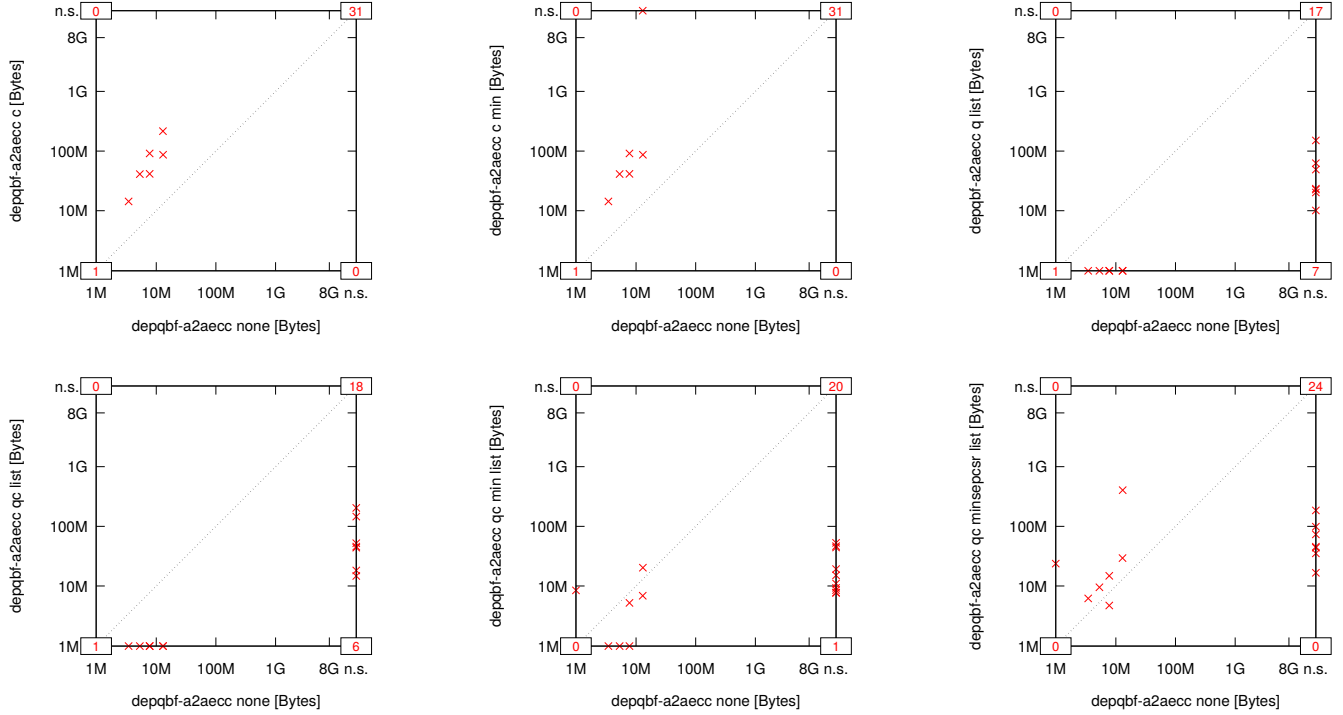 n.s. 0 31
8G
1G
100M
10M
1M 1 0
1M 10M 100M 1G 8G n.s.
depqbf-a2aecc none [Bytes]
depqbf-a2aecc c [Bytes]
n.s. 0 31
8G
1G
100M
10M
1M 1 0
1M 10M 100M 1G 8G n.s.
depqbf-a2aecc none [Bytes]
depqbf-a2aecc c min [Bytes]
n.s. 0 17
8G
1G
100M
10M
1M 1 7
1M 10M 100M 1G 8G n.s.
depqbf-a2aecc none [Bytes]
depqbf-a2aecc q list [Bytes]
n.s. 0 18
8G
1G
100M
10M
1M 1 6
1M 10M 100M 1G 8G n.s.
depqbf-a2aecc none [Bytes]
depqbf-a2aecc qc list [Bytes]
n.s. 0 20
8G
1G
100M
10M
1M 0 1
1M 10M 100M 1G 8G n.s.
depqbf-a2aecc none [Bytes]
depqbf-a2aecc qc min list [Bytes]
n.s. 0 24
8G
1G
100M
10M
1M 0 0
1M 10M 100M 1G 8G n.s.
depqbf-a2aecc none [Bytes]
depqbf-a2aecc qc minsepcsr list [Bytes]